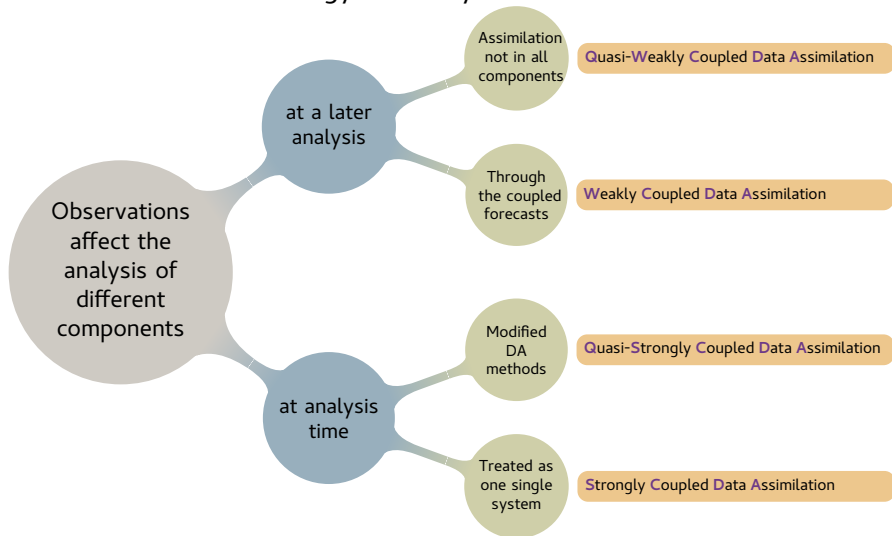 Observations
affect the
analysis of
different
components
at a later
analysis
Assimilation
not in all
components
Quasi-Weakly Coupled Data Assimilation
Through
the coupled
forecasts
Weakly Coupled Data Assimilation
at analysis
time
Modified
DA
methods
Quasi-Strongly Coupled Data Assimilation
Treated as
one single
system
Strongly Coupled Data Assimilation